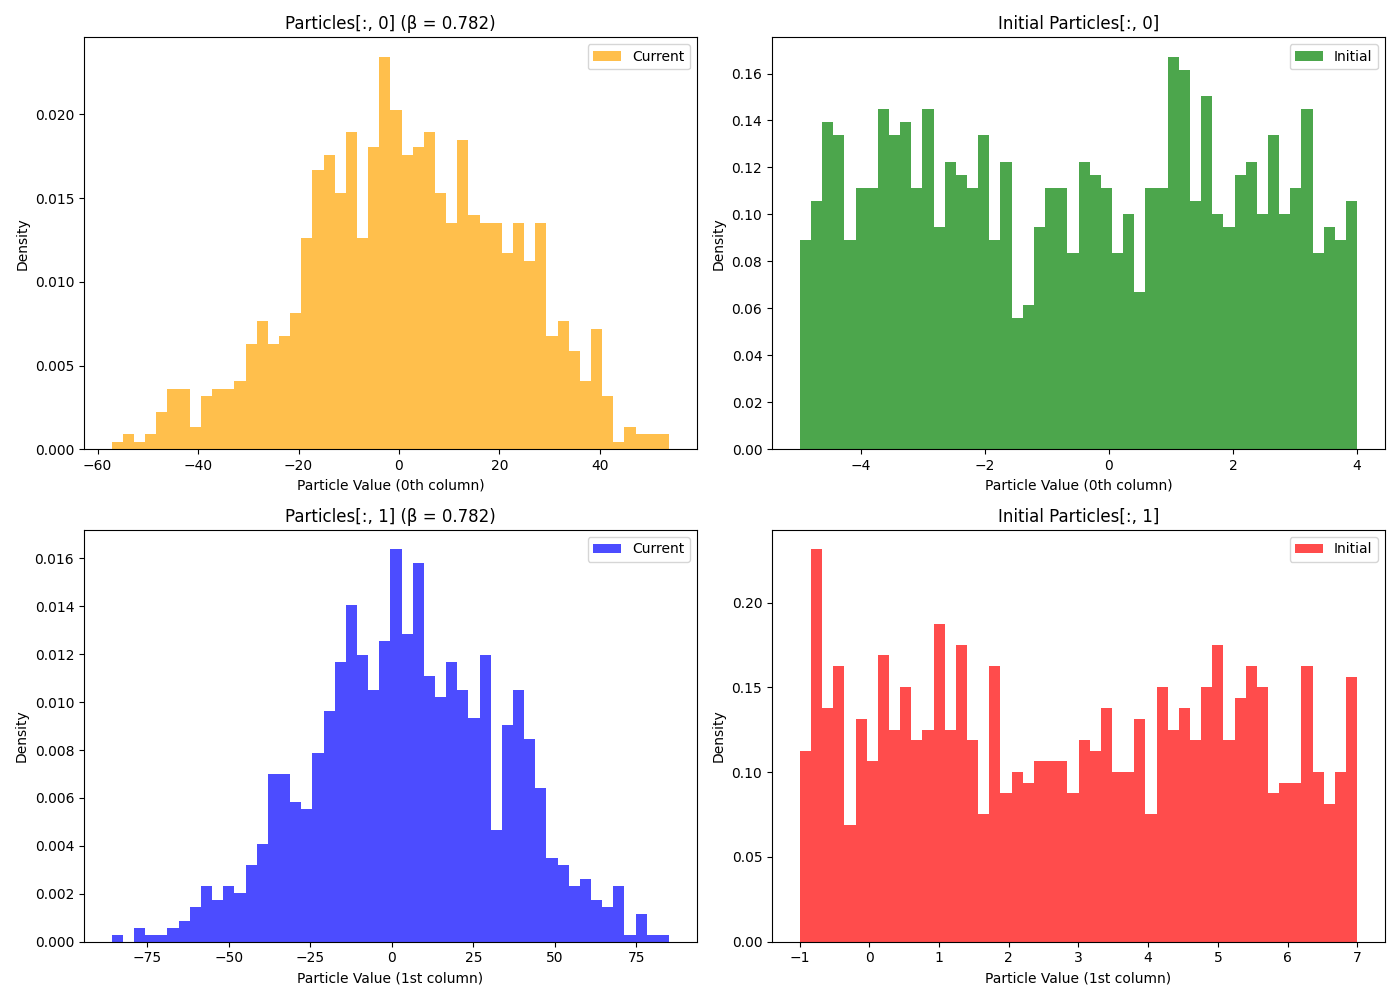 Particles[:, 0] (β = 0.782)
Current
Density
0.020
0.015
0.010
0.005
0.000
−60 −40 −20 0 20 40
Particle Value (0th column)
Initial Particles[:, 0]
Initial
Density
0.16
0.14
0.12
0.10
0.08
0.06
0.04
0.02
0.00
−4 −2 0 2 4
Particle Value (0th column)
Particles[:, 1] (β = 0.782)
Current
Density
0.016
0.014
0.012
0.010
0.008
0.006
0.004
0.002
0.000
−75 −50 −25 0 25 50 75
Particle Value (1st column)
Initial Particles[:, 1]
Initial
Density
0.20
0.15
0.10
0.05
0.00
−1 0 1 2 3 4 5 6 7
Particle Value (1st column)